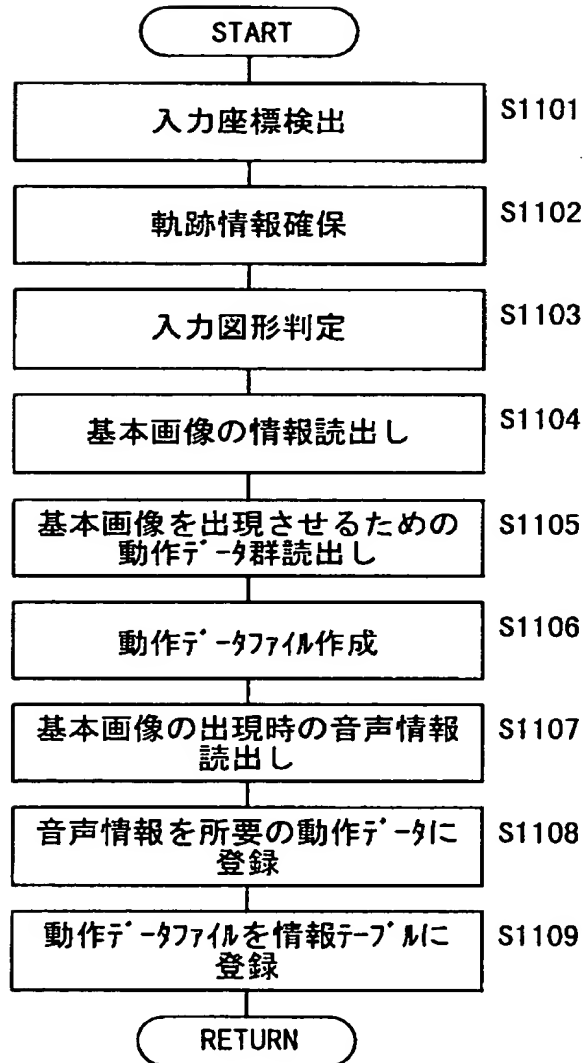 START
入力座標検出
S1101
軌跡情報確保
S1102
入力図形判定
S1103
基本画像の情報読出し
S1104
基本画像を出現させるための
動作ﾃﾞｰﾀ群読出し
S1105
動作ﾃﾞｰﾀﾌｧｲﾙ作成
S1106
基本画像の出現時の音声情報
読出し
S1107
音声情報を所要の動作ﾃﾞｰﾀに
登録
S1108
動作ﾃﾞｰﾀﾌｧｲﾙを情報ﾃｰﾌﾞﾙに
登録
S1109
RETURN